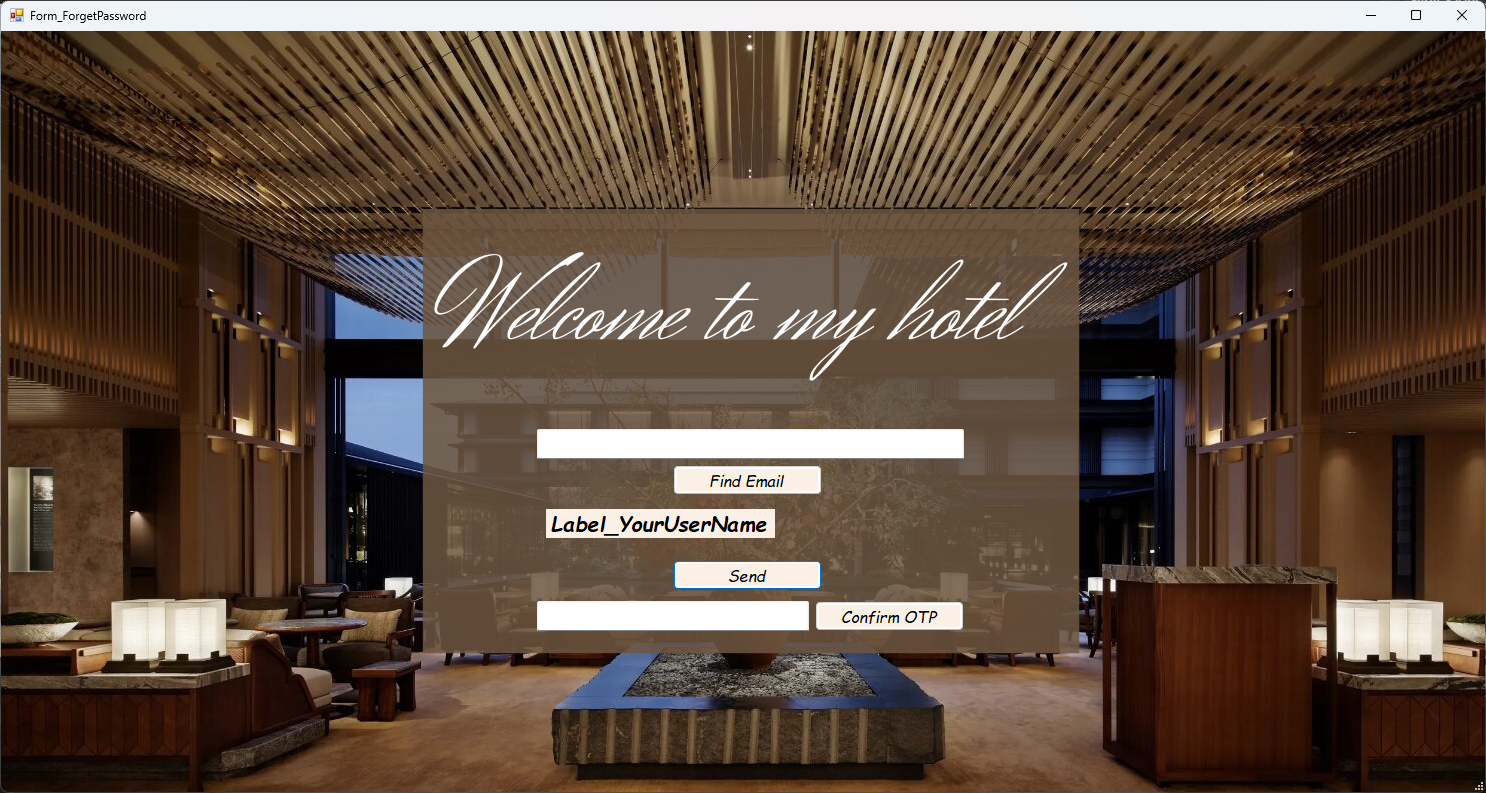 Form_ForgetPassword
Welcome to my hotel
Find Email
Label_YourUserName
Send
Confirm OTP